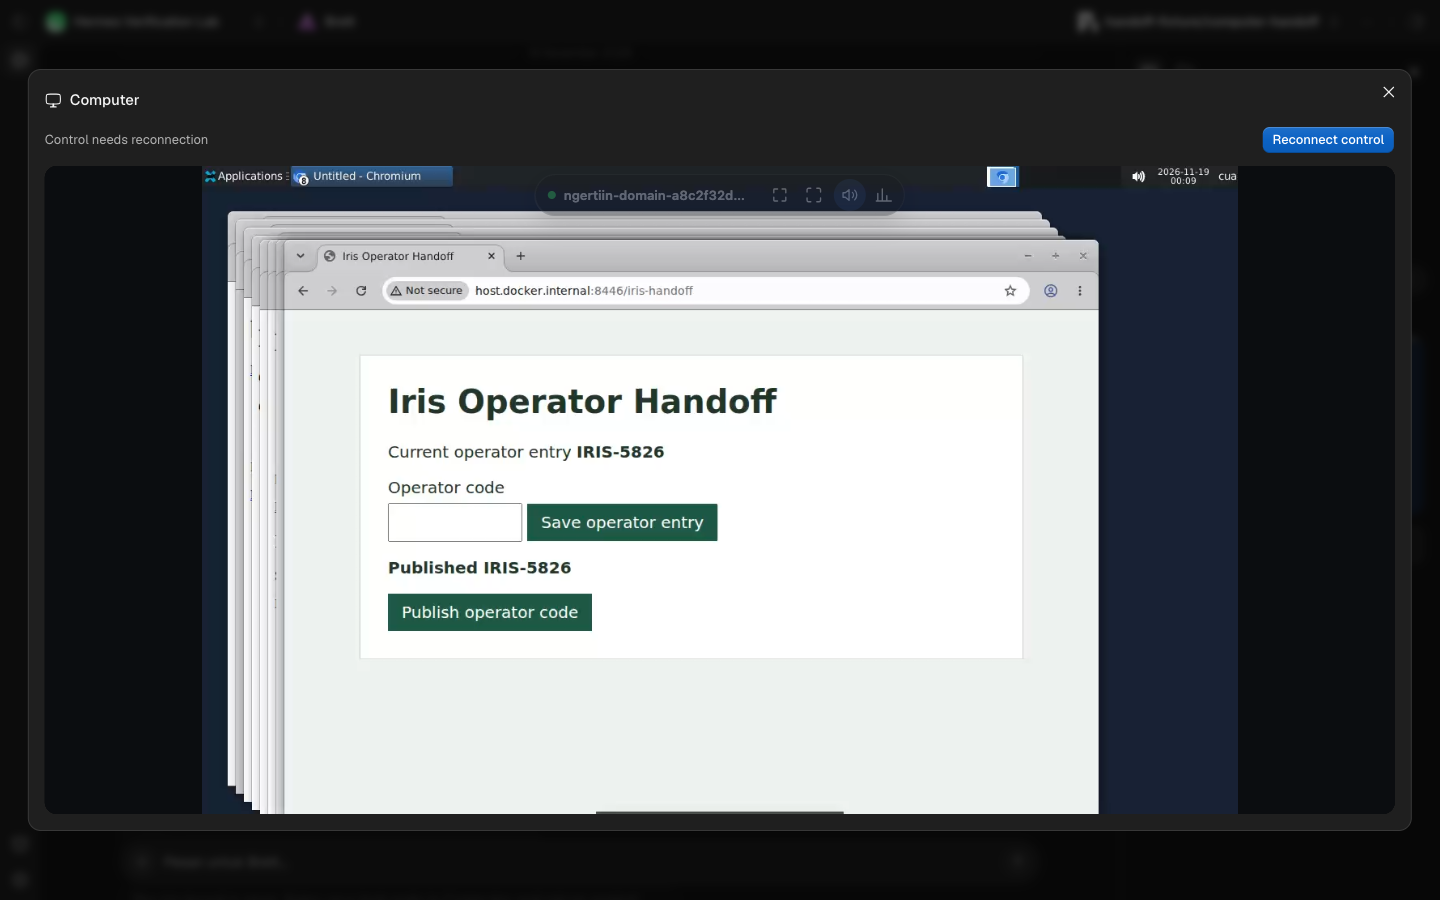 Computer
Control needs reconnection
Reconnect control
Applications
Untitled - Chromium
ngertiin-domain-a8c2f32d...
2026-11-19
00:09
cua
Iris Operator Handoff
Not secure
host.docker.internal:8446/iris-handoff
Iris Operator Handoff
Current operator entry IRIS-5826
Operator code
Save operator entry
Published IRIS-5826
Publish operator code